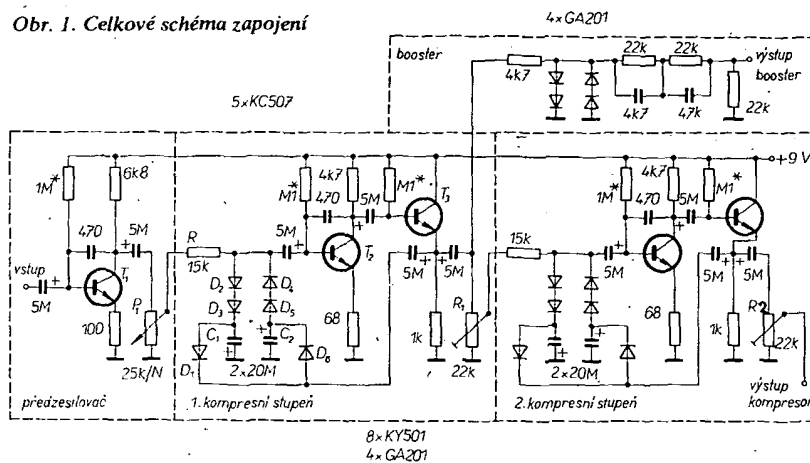 Obr. 1. Celkové schéma zapojení
4×GA201
booster
22k
22k
výstup
booster
4k7
4k7
47k
22k
5×KC507
+9 V
1M*
6k8
470
5M
vstup
+
5M
T1
100
P1
25k/N
předzesilovač
R
15k
D2
D3
D4
D5
C1
C2
D1
D6
2×20M
5M
M1*
4k7
470
5M
M1*
T3
T2
68
5M
5M
1k
R1
22k
1. kompresní stupeň
15k
2×20M
5M
1M*
4k7
470
5M
M1*
68
5M
5M
1k
R2
22k
výstup
kompresor
2. kompresní stupeň
8×KY501
4×GA201